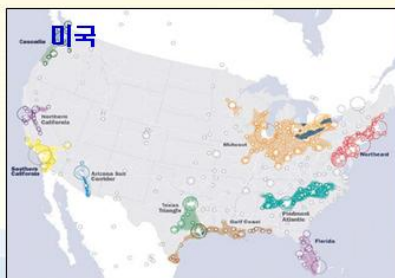 미국
Cascadia
Northern
California
Southern
California
Arizona Sun
Corridor
Texas
Triangle
Gulf Coast
Midwest
Northeast
Piedmont
Atlantic
Florida